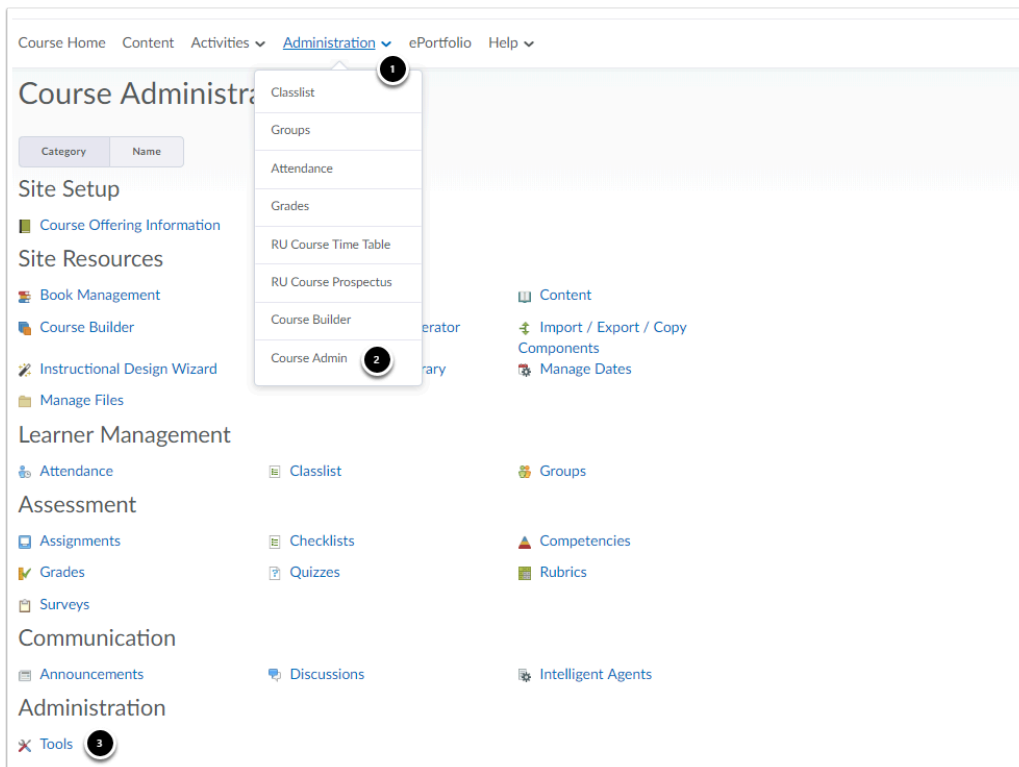 Course Home Content Activities Administration ePortfolio Help
1
Course Administra
Classlist
Groups
Attendance
Grades
RU Course Time Table
RU Course Prospectus
Course Builder
Course Admin 2
Category Name
Site Setup
Course Offering Information
Site Resources
Book Management Content
Course Builder erator Import / Export / Copy
Components
Instructional Design Wizard rary Manage Dates
Manage Files
Learner Management
Attendance Classlist Groups
Assessment
Assignments Checklists Competencies
Grades Quizzes Rubrics
Surveys
Communication
Announcements Discussions Intelligent Agents
Administration
Tools 3